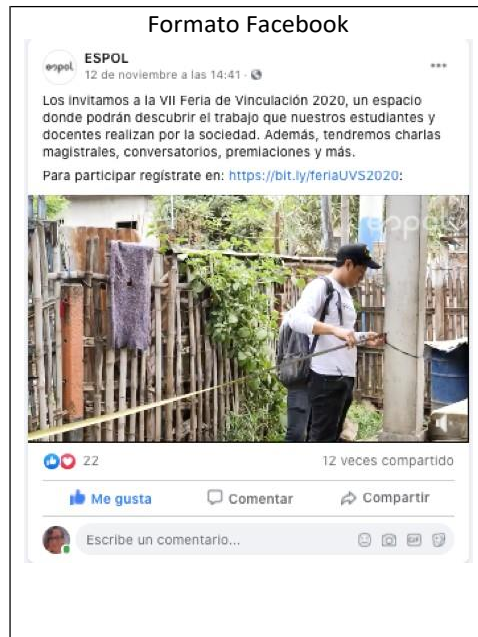 Formato Facebook
espol
ESPOL
12 de noviembre a las 14:41 ·
Los invitamos a la VII Feria de Vinculación 2020, un espacio
donde podrán descubrir el trabajo que nuestros estudiantes y
docentes realizan por la sociedad. Además, tendremos charlas
magistrales, conversatorios, premiaciones y más.
Para participar regístrate en: https://bit.ly/feriaUVS2020:
espol
22
12 veces compartido
Me gusta
Comentar
Compartir
Escribe un comentario...
GIF